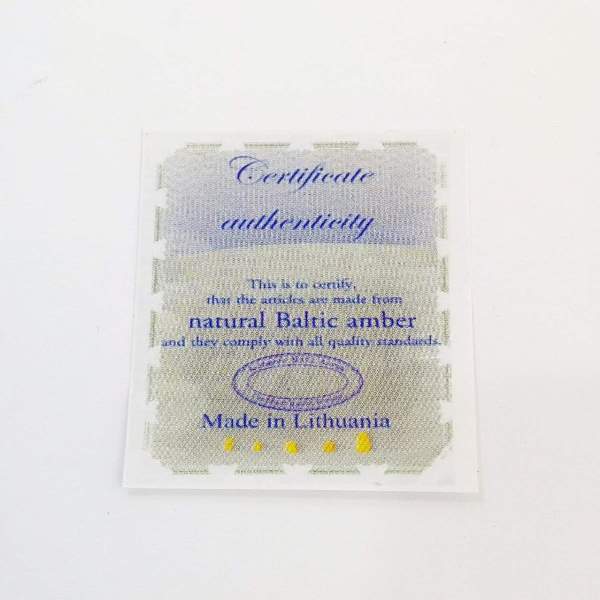 Certificate
authenticity
This is to certify,
that the articles are made from
natural Baltic amber
and they comply with all quality standards.
Made in Lithuania